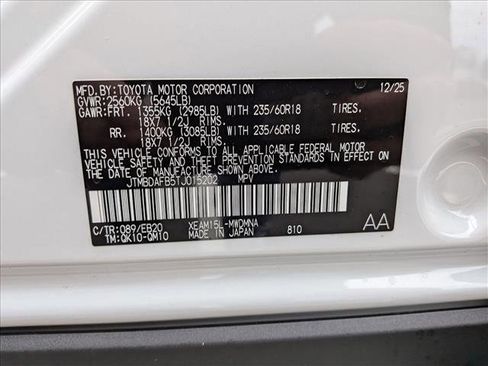 MFD.BY:TOYOTA MOTOR CORPORATION 12/25
GVWR:2560KG (5645LB)
GAWR:FRT. 1355KG (2985LB) WITH 235/60R18 TIRES.
18X7 1/2J RIMS.
RR. 1400KG (3085LB) WITH 235/60R18 TIRES.
18X7 1/2J RIMS.
THIS VEHICLE CONFORMS TO ALL APPLICABLE FEDERAL MOTOR
VEHICLE SAFETY AND THEFT PREVENTION STANDARDS IN EFFECT ON
THE DATE OF MANUFACTURE SHOWN ABOVE.
JTMBDAFB5TJ015202 MPV
C/TR:089/EB20 XEAM15L-MWDMNA AA
TM:QK10-QM10 MADE IN JAPAN 810